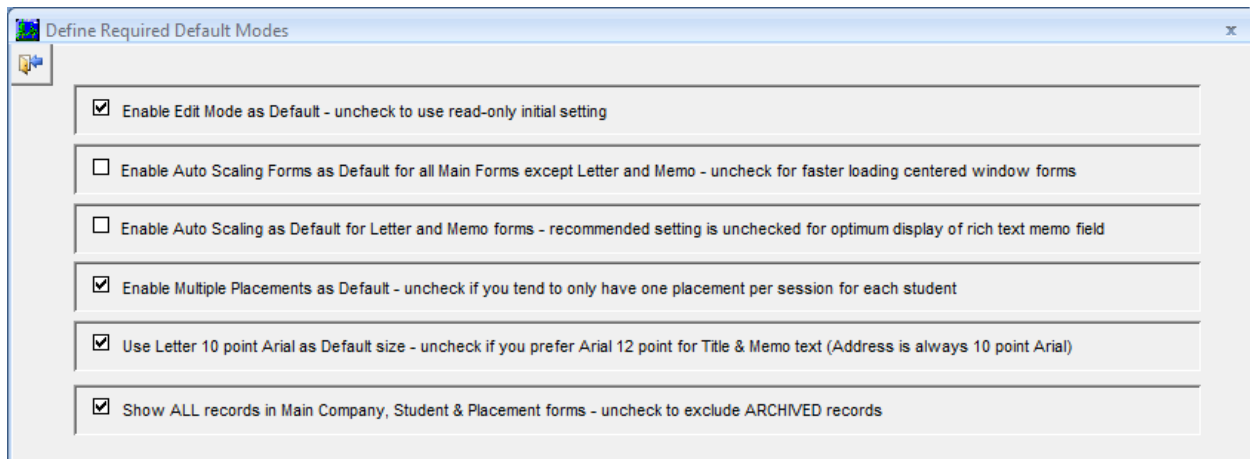 Define Required Default Modes
Enable Edit Mode as Default - uncheck to use read-only initial setting
Enable Auto Scaling Forms as Default for all Main Forms except Letter and Memo - uncheck for faster loading centered window forms
Enable Auto Scaling as Default for Letter and Memo forms - recommended setting is unchecked for optimum display of rich text memo field
Enable Multiple Placements as Default - uncheck if you tend to only have one placement per session for each student
Use Letter 10 point Arial as Default size - uncheck if you prefer Arial 12 point for Title & Memo text (Address is always 10 point Arial)
Show ALL records in Main Company, Student & Placement forms - uncheck to exclude ARCHIVED records